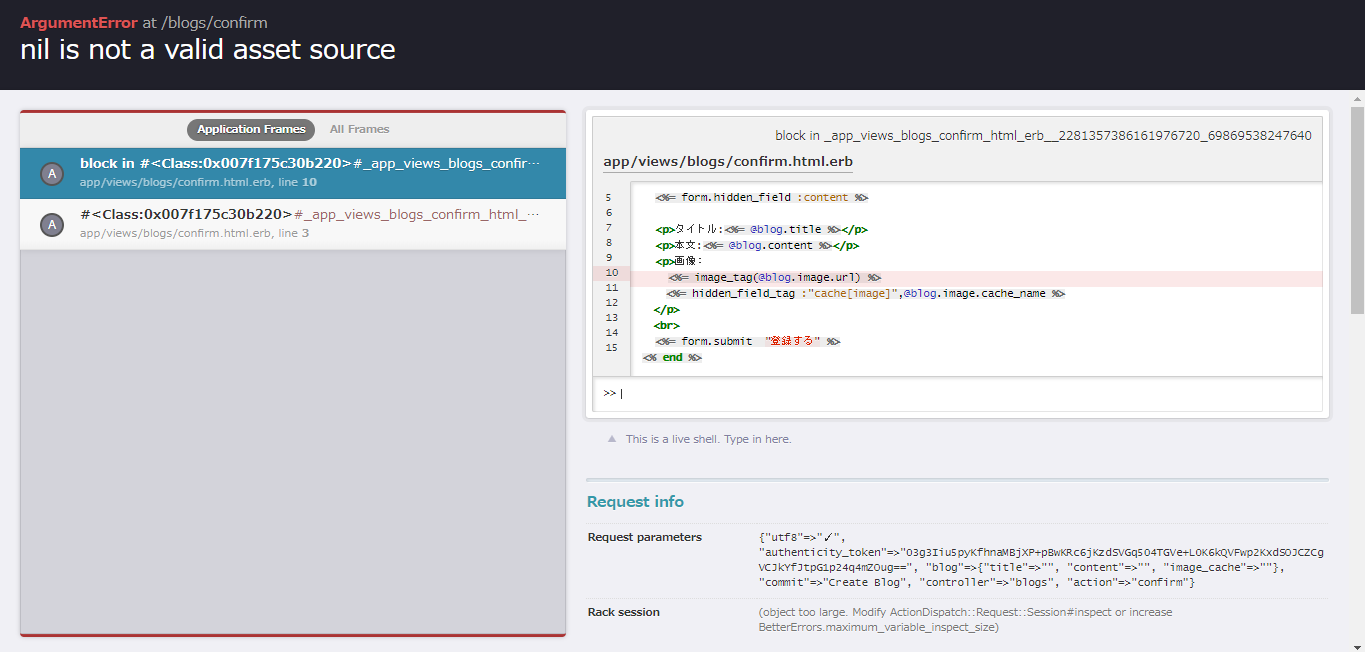 ArgumentError at /blogs/confirm
nil is not a valid asset source
Application Frames All Frames
A
block in #<Class:0x007f175c30b220>#_app_views_blogs_confir···
app/views/blogs/confirm.html.erb, line 10
A
#<Class:0x007f175c30b220>#_app_views_blogs_confirm_html_···
app/views/blogs/confirm.html.erb, line 3
block in _app_views_blogs_confirm_html_erb__2281357386161976720_69869538247640
app/views/blogs/confirm.html.erb
5 <%= form.hidden_field :content %>
6
7 <p>タイトル:<%= @blog.title %></p>
8 <p>本文:<%= @blog.content %></p>
9 <p>画像:
10 <%= image_tag(@blog.image.url) %>
11 <%= hidden_field_tag :"cache[image]",@blog.image.cache_name %>
12 </p>
13 <br>
14 <%= form.submit "登録する" %>
15 <% end %>
>>
This is a live shell. Type in here.
Request info
Request parameters
{"utf8"=>"✓",
"authenticity_token"=>"O3g3Iiu5pyKfhnaMBjXP+pBwKRc6jKzdSVGq5O4TGVe+LOK6kQVFwp2KxdSOJCZCg
VCJkYfJtpG1p24q4mZOug==", "blog"=>{"title"=>"", "content"=>"", "image_cache"=>""},
"commit"=>"Create Blog", "controller"=>"blogs", "action"=>"confirm"}
Rack session
(object too large. Modify ActionDispatch::Request::Session#inspect or increase
BetterErrors.maximum_variable_inspect_size)